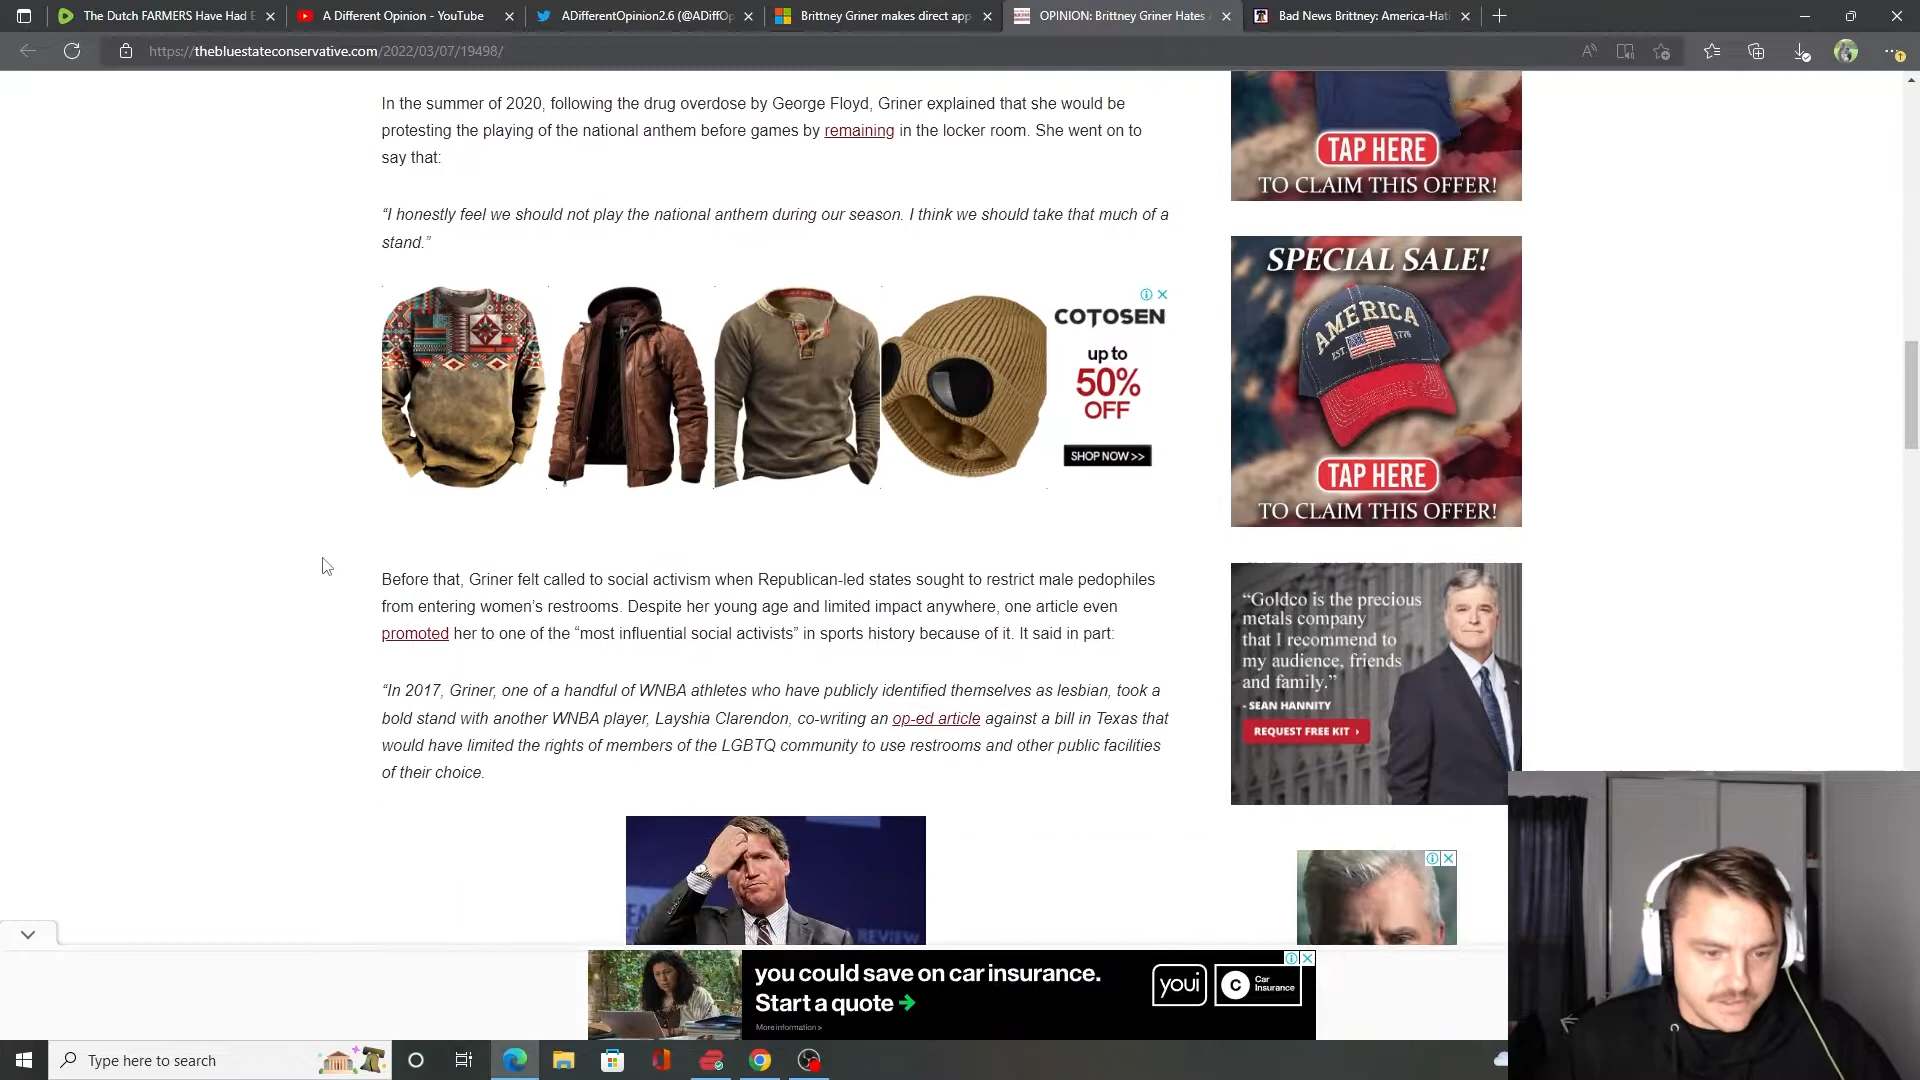 The Dutch FARMERS Have Had E
A Different Opinion - YouTube
ADifferentOpinion2.6 (@ADiffOp
Brittney Griner makes direct app
OPINION: Brittney Griner Hates A
Bad News Brittney: America-Hati
https://thebluestateconservative.com/2022/03/07/19498/
In the summer of 2020, following the drug overdose by George Floyd, Griner explained that she would be
protesting the playing of the national anthem before games by remaining in the locker room. She went on to
say that:
“I honestly feel we should not play the national anthem during our season. I think we should take that much of a
stand.”
COTOSEN
up to
50%
OFF
SHOP NOW >>
Before that, Griner felt called to social activism when Republican-led states sought to restrict male pedophiles
from entering women’s restrooms. Despite her young age and limited impact anywhere, one article even
promoted her to one of the “most influential social activists” in sports history because of it. It said in part:
“In 2017, Griner, one of a handful of WNBA athletes who have publicly identified themselves as lesbian, took a
bold stand with another WNBA player, Layshia Clarendon, co-writing an op-ed article against a bill in Texas that
would have limited the rights of members of the LGBTQ community to use restrooms and other public facilities
of their choice.
REVIEW
TAP HERE
TO CLAIM THIS OFFER!
SPECIAL SALE!
AMERICA
EST. 1776
TAP HERE
TO CLAIM THIS OFFER!
“Goldco is the precious
metals company
that I recommend to
my audience, friends
and family.”
- SEAN HANNITY
REQUEST FREE KIT ›
you could save on car insurance.
Start a quote →
More information >
youi
C Car
Insurance
Type here to search